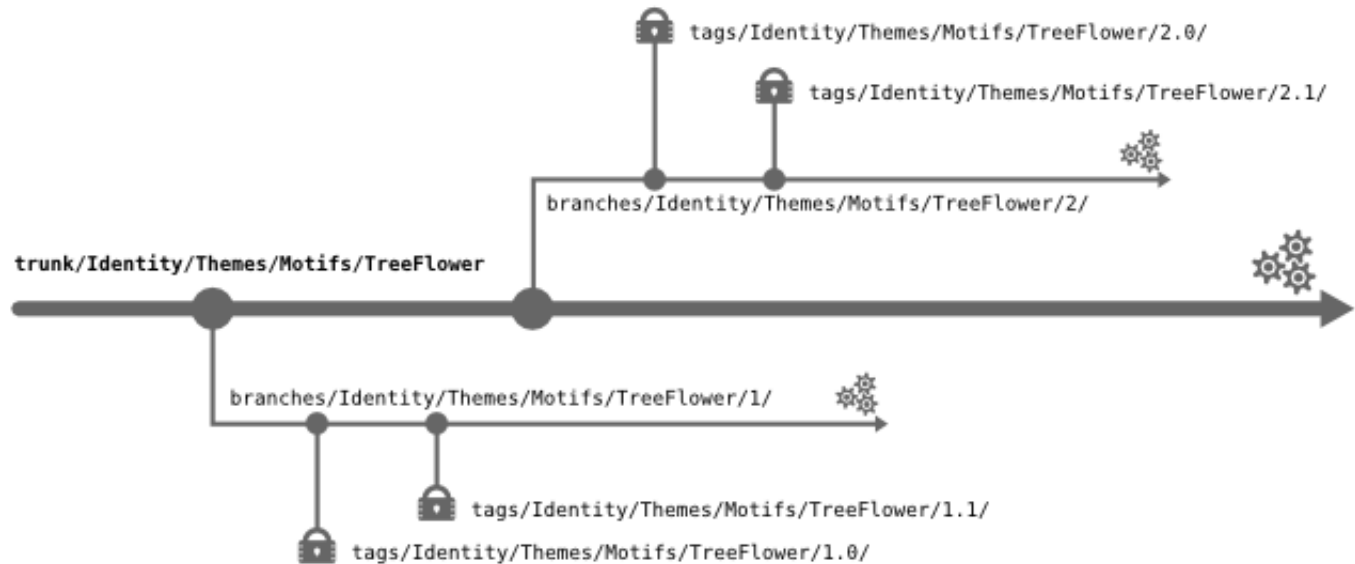 tags/Identity/Themes/Motifs/TreeFlower/2.0/
tags/Identity/Themes/Motifs/TreeFlower/2.1/
branches/Identity/Themes/Motifs/TreeFlower/2/
trunk/Identity/Themes/Motifs/TreeFlower
branches/Identity/Themes/Motifs/TreeFlower/1/
tags/Identity/Themes/Motifs/TreeFlower/1.1/
tags/Identity/Themes/Motifs/TreeFlower/1.0/